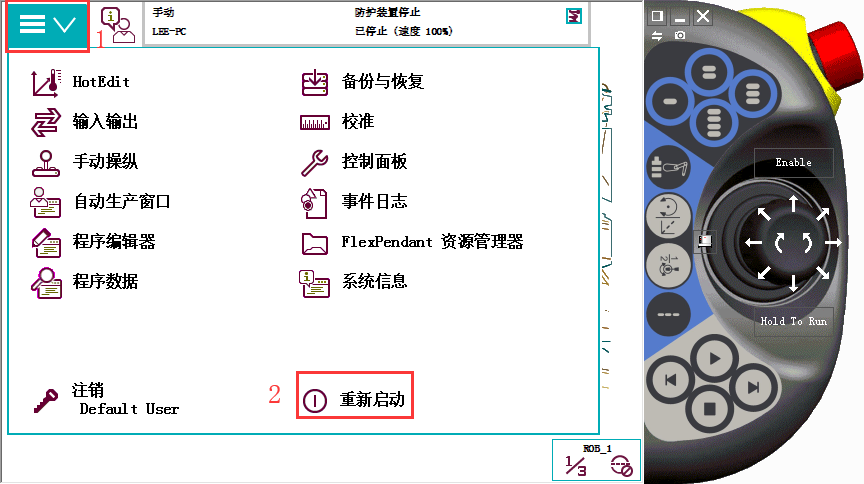 手动
防护装置停止
LEE-PC
已停止 (速度 100%)
1
HotEdit
备份与恢复
输入输出
校准
手动操纵
控制面板
自动生产窗口
事件日志
程序编辑器
FlexPendant 资源管理器
程序数据
系统信息
注销
Default User
2
重新启动
ROB_1
1/3
Enable
Hold To Run